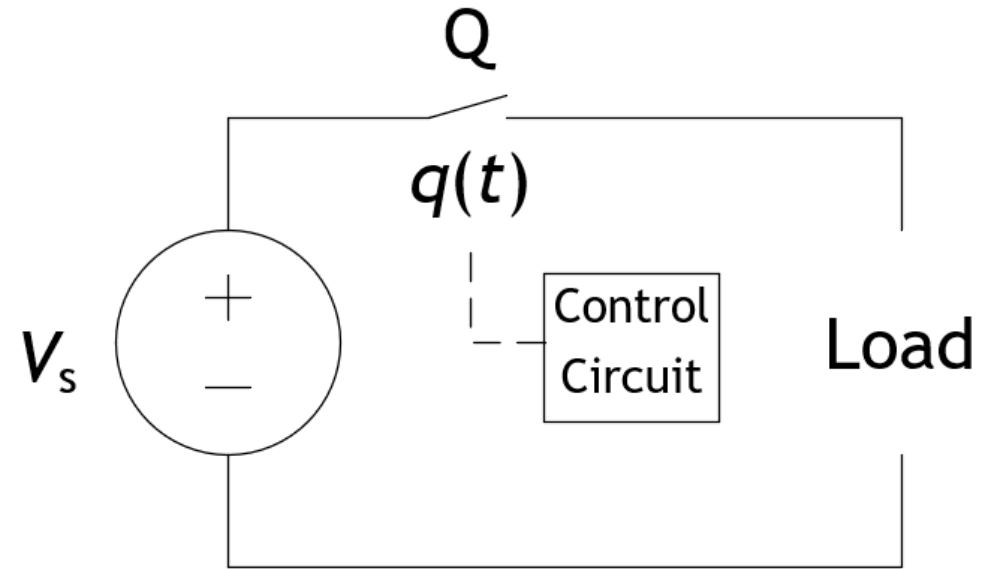 Q
q(t)
+
Control
Circuit
Vs
Load
−